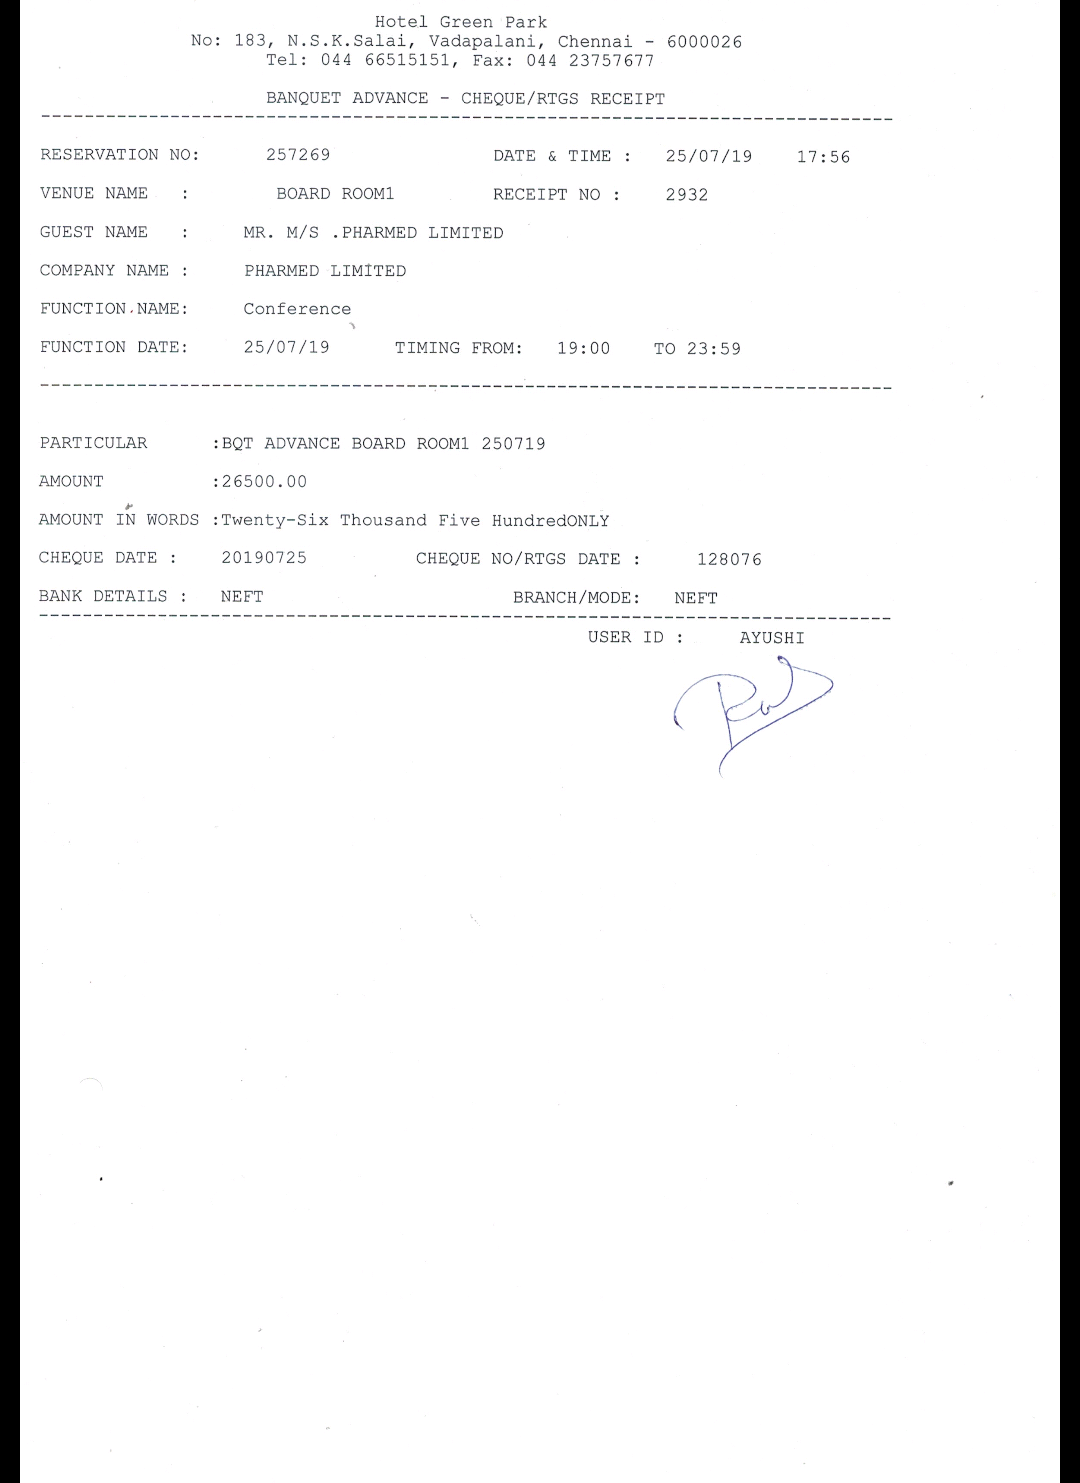 Hotel Green Park
No: 183, N.S.K.Salai, Vadapalani, Chennai - 6000026
Tel: 044 66515151, Fax: 044 23757677
BANQUET ADVANCE - CHEQUE/RTGS RECEIPT
RESERVATION NO: 257269 DATE & TIME : 25/07/19 17:56
VENUE NAME : BOARD ROOM1 RECEIPT NO : 2932
GUEST NAME : MR. M/S .PHARMED LIMITED
COMPANY NAME : PHARMED LIMITED
FUNCTION NAME: Conference
FUNCTION DATE: 25/07/19 TIMING FROM: 19:00 TO 23:59
PARTICULAR :BQT ADVANCE BOARD ROOM1 250719
AMOUNT :26500.00
AMOUNT IN WORDS :Twenty-Six Thousand Five HundredONLY
CHEQUE DATE : 20190725 CHEQUE NO/RTGS DATE : 128076
BANK DETAILS : NEFT BRANCH/MODE: NEFT
USER ID : AYUSHI